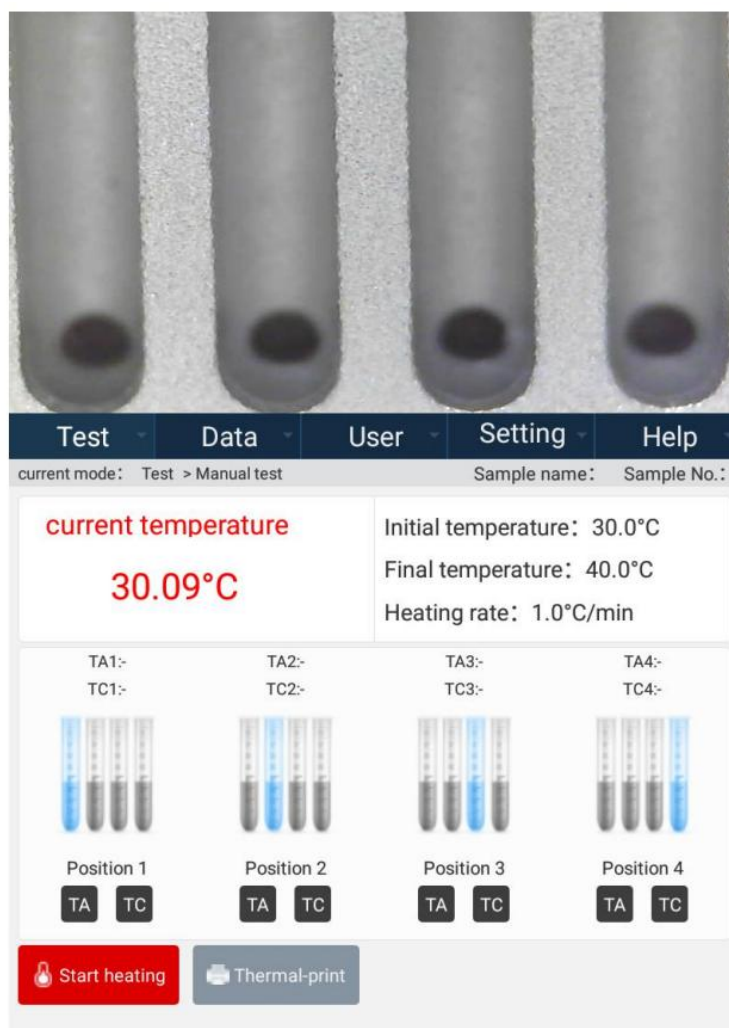 Test Data User Setting Help
current mode： Test > Manual test Sample name： Sample No.：
current temperature
30.09°C
Initial temperature：30.0°C
Final temperature：40.0°C
Heating rate：1.0°C/min
TA1:- TA2:- TA3:- TA4:-
TC1:- TC2:- TC3:- TC4:-
Position 1 Position 2 Position 3 Position 4
TA TC TA TC TA TC TA TC
Start heating Thermal-print